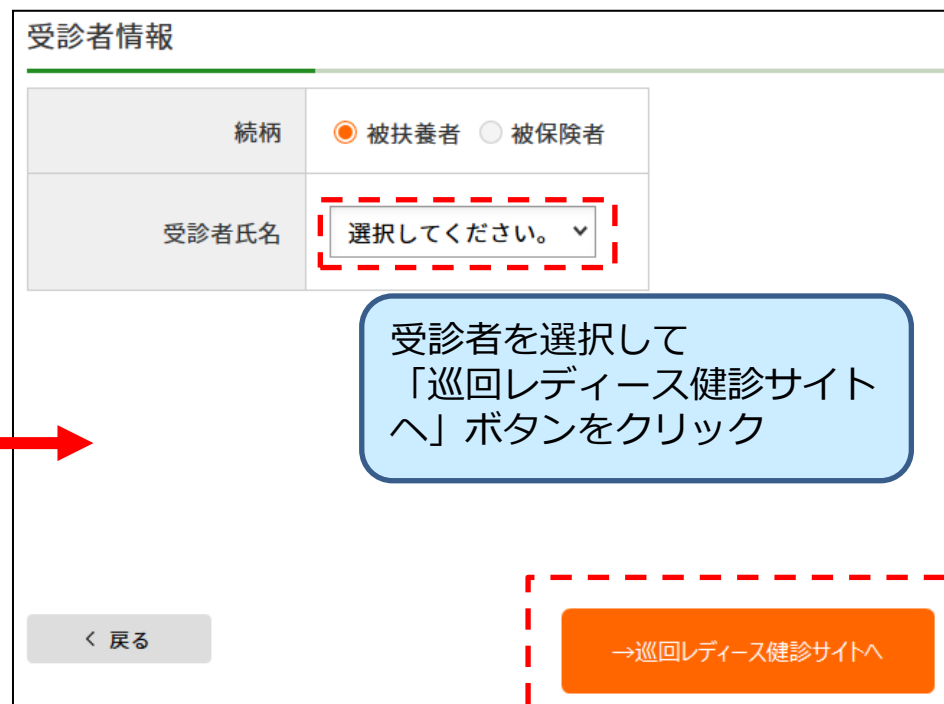 受診者情報
続柄
被扶養者 被保険者
受診者氏名
選択してください。
受診者を選択して
「巡回レディース健診サイト
へ」ボタンをクリック
く 戻る
→巡回レディース健診サイトへ